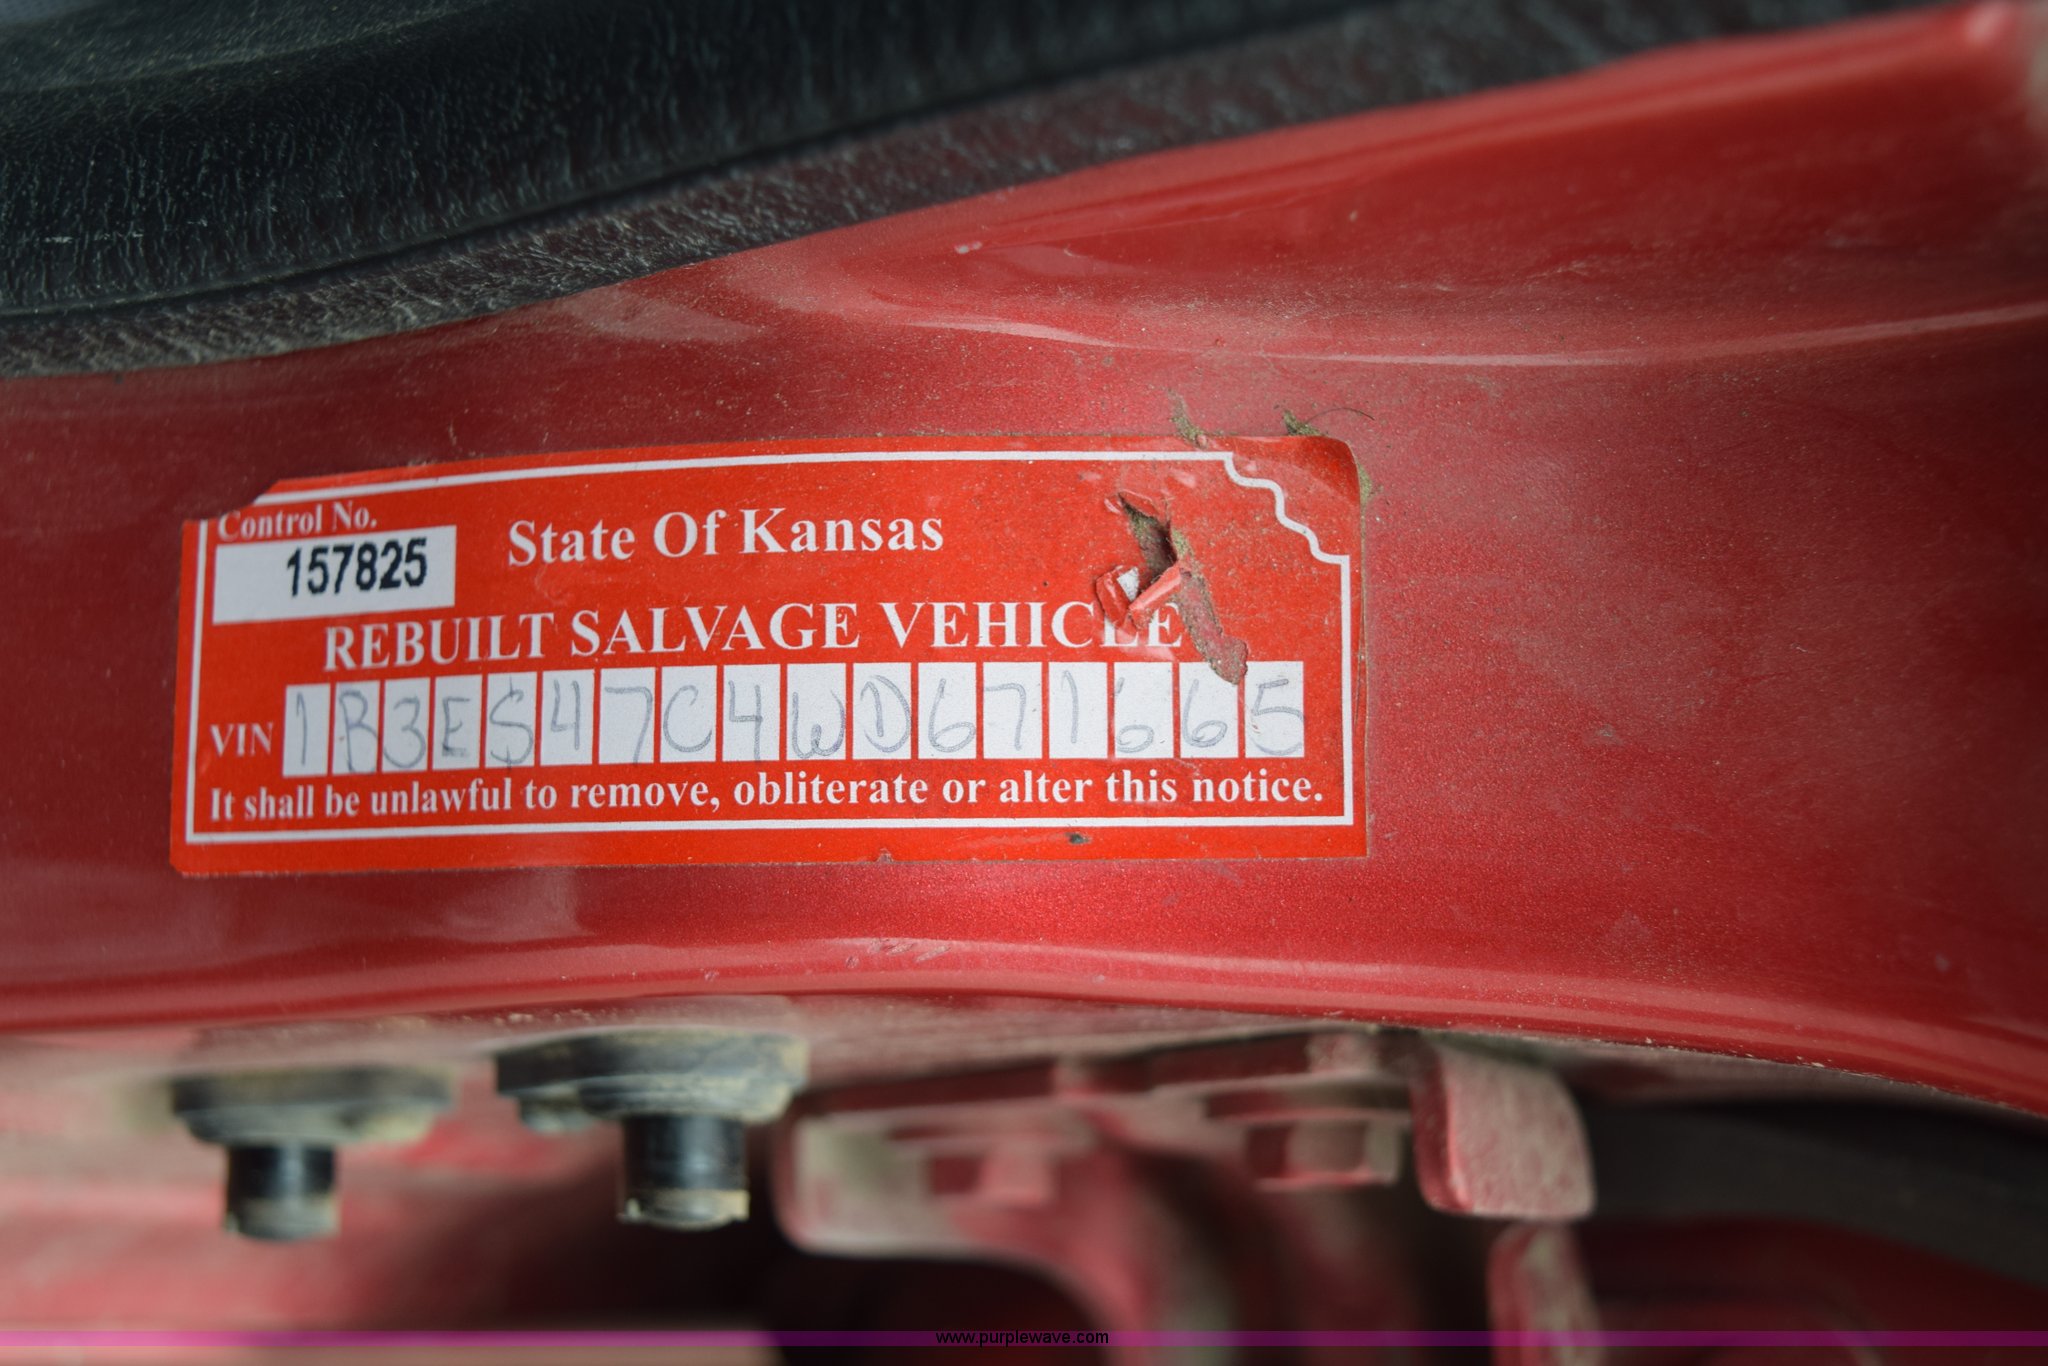 Control No.
157825
State Of Kansas
REBUILT SALVAGE VEHICLE
VIN 1B3ES47C4WD671665
It shall be unlawful to remove, obliterate or alter this notice.
www.purplewave.com